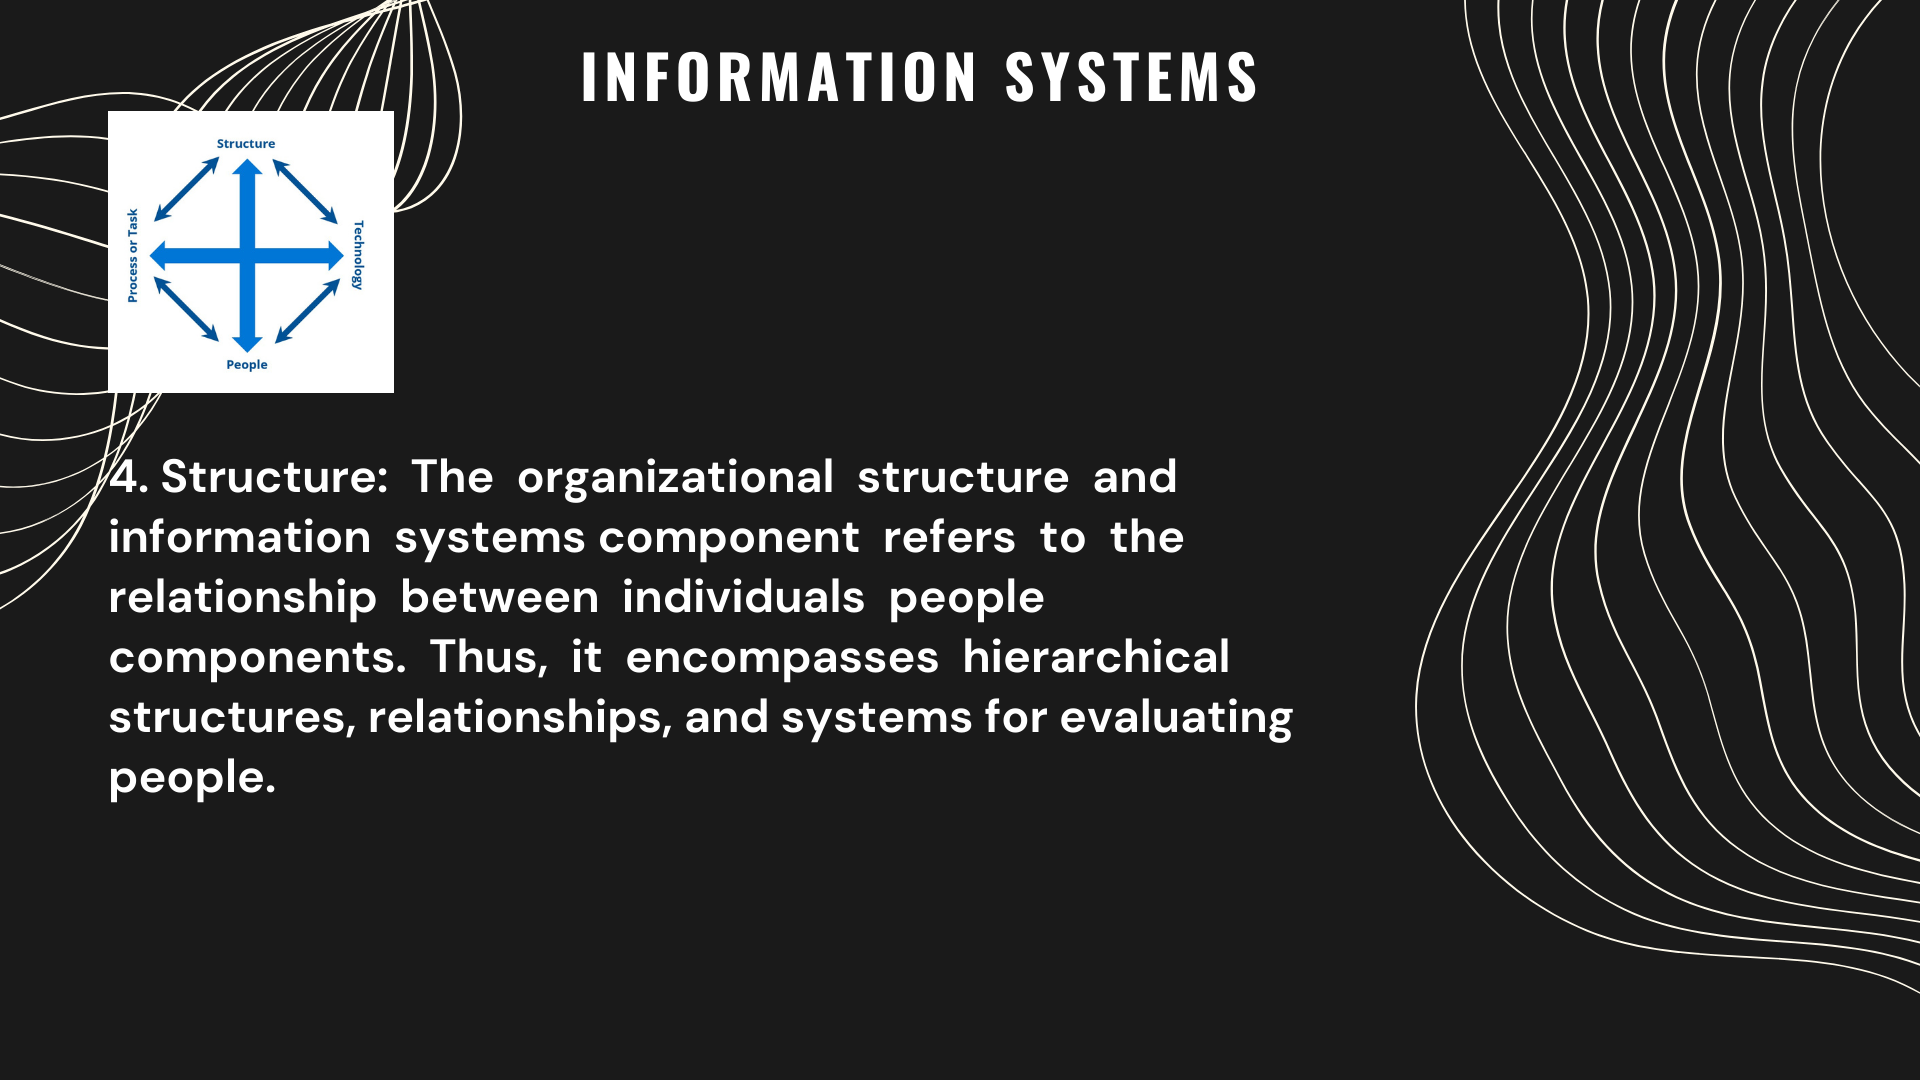 INFORMATION SYSTEMS
Structure
Process or Task
Technology
People
4. Structure: The organizational structure and
information systems component refers to the
relationship between individuals people
components. Thus, it encompasses hierarchical
structures, relationships, and systems for evaluating
people.